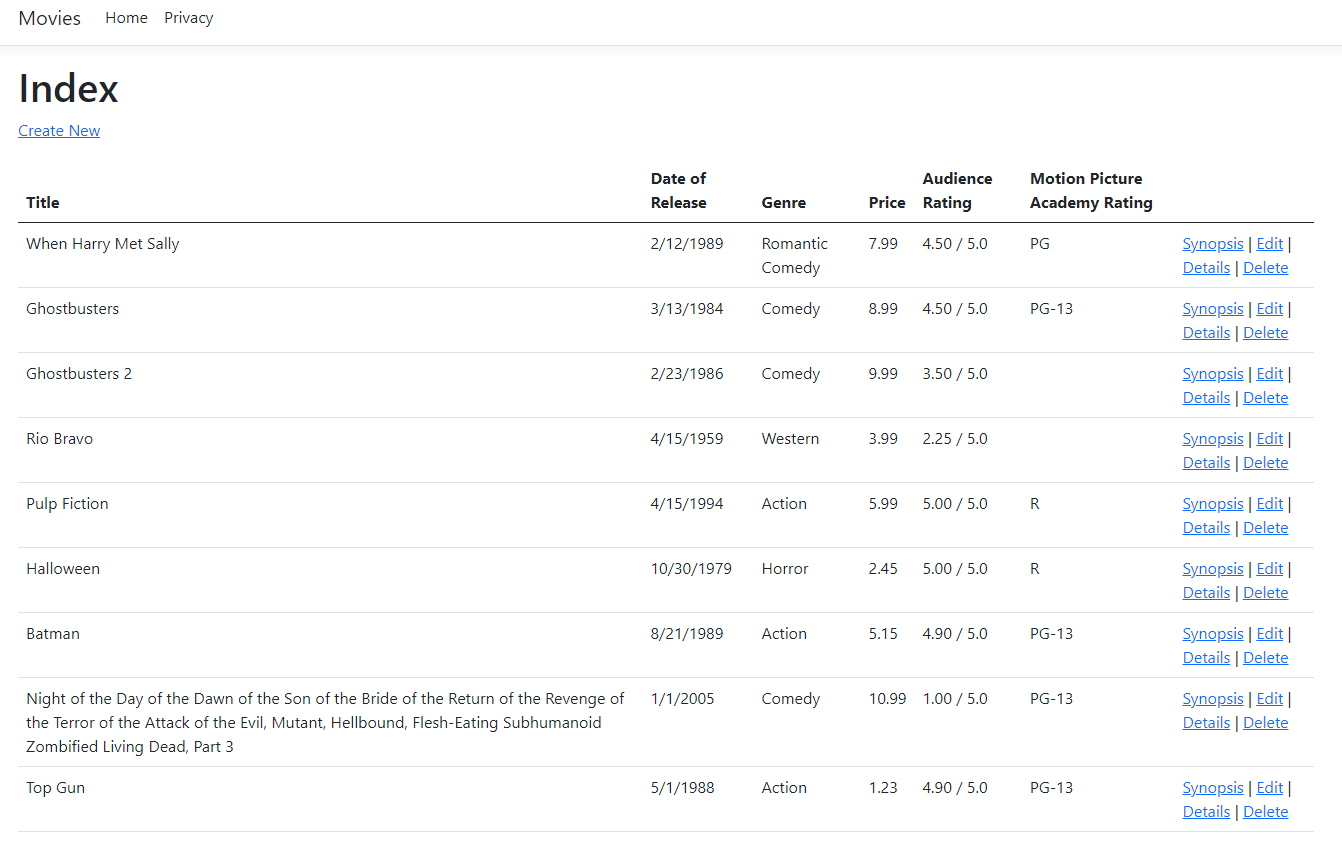 Movies Home Privacy
Index
Create New
Title Date of Release Genre Price Audience Rating Motion Picture Academy Rating
When Harry Met Sally 2/12/1989 Romantic Comedy 7.99 4.50 / 5.0 PG Synopsis | Edit | Details | Delete
Ghostbusters 3/13/1984 Comedy 8.99 4.50 / 5.0 PG-13 Synopsis | Edit | Details | Delete
Ghostbusters 2 2/23/1986 Comedy 9.99 3.50 / 5.0 Synopsis | Edit | Details | Delete
Rio Bravo 4/15/1959 Western 3.99 2.25 / 5.0 Synopsis | Edit | Details | Delete
Pulp Fiction 4/15/1994 Action 5.99 5.00 / 5.0 R Synopsis | Edit | Details | Delete
Halloween 10/30/1979 Horror 2.45 5.00 / 5.0 R Synopsis | Edit | Details | Delete
Batman 8/21/1989 Action 5.15 4.90 / 5.0 PG-13 Synopsis | Edit | Details | Delete
Night of the Day of the Dawn of the Son of the Bride of the Return of the Revenge of the Terror of the Attack of the Evil, Mutant, Hellbound, Flesh-Eating Subhumanoid Zombified Living Dead, Part 3 1/1/2005 Comedy 10.99 1.00 / 5.0 PG-13 Synopsis | Edit | Details | Delete
Top Gun 5/1/1988 Action 1.23 4.90 / 5.0 PG-13 Synopsis | Edit | Details | Delete